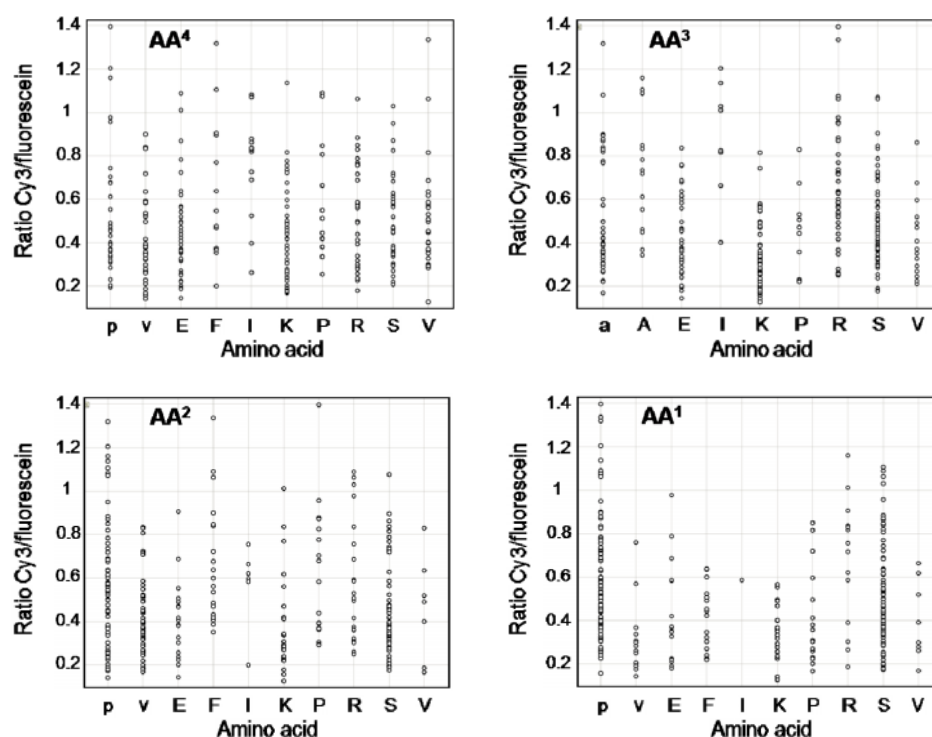 AA⁴
Ratio Cy3/fluorescein
1.4
1.2
1
0.8
0.6
0.4
0.2
p v E F I K P R S V
Amino acid
AA³
Ratio Cy3/fluorescein
1.4
1.2
1
0.8
0.6
0.4
0.2
a A E I K P R S V
Amino acid
AA²
Ratio Cy3/fluorescein
1.4
1.2
1
0.8
0.6
0.4
0.2
p v E F I K P R S V
Amino acid
AA¹
Ratio Cy3/fluorescein
1.4
1.2
1
0.8
0.6
0.4
0.2
p v E F I K P R S V
Amino acid